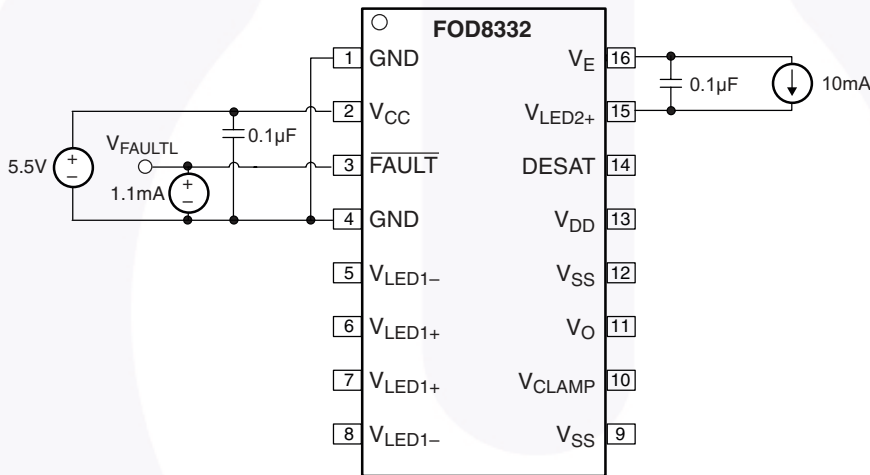 FOD8332
1 GND
2 VCC
3 FAULT
4 GND
5 VLED1–
6 VLED1+
7 VLED1+
8 VLED1–
VE 16
VLED2+ 15
DESAT 14
VDD 13
VSS 12
VO 11
VCLAMP 10
VSS 9
0.1µF
VFAULTL
5.5V
+
–
1.1mA
+
–
0.1µF
10mA